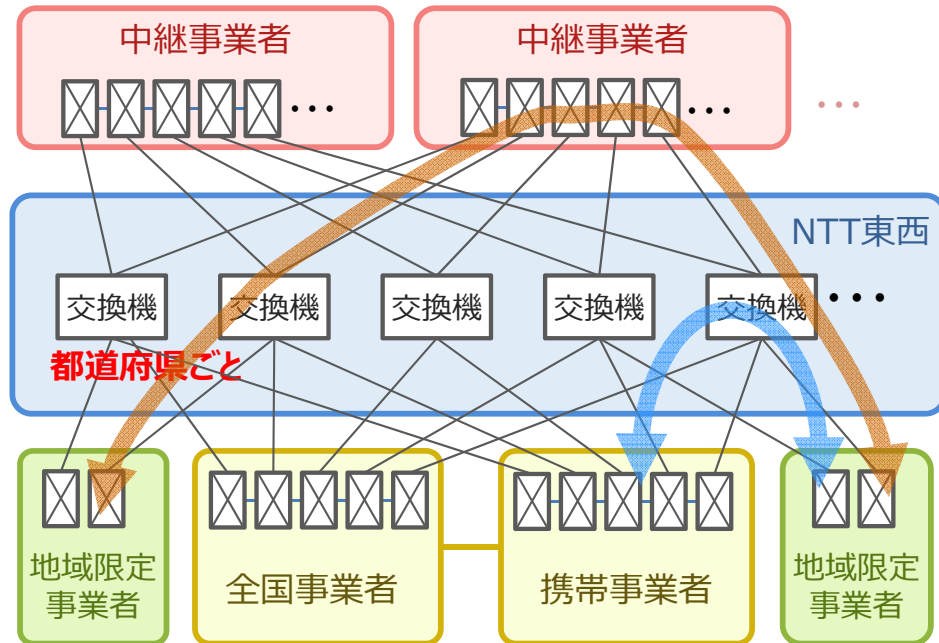 中継事業者
中継事業者
・・・
・・・
・・・
NTT東西
交換機
交換機
交換機
交換機
交換機
・・・
都道府県ごと
地域限定
事業者
全国事業者
携帯事業者
地域限定
事業者